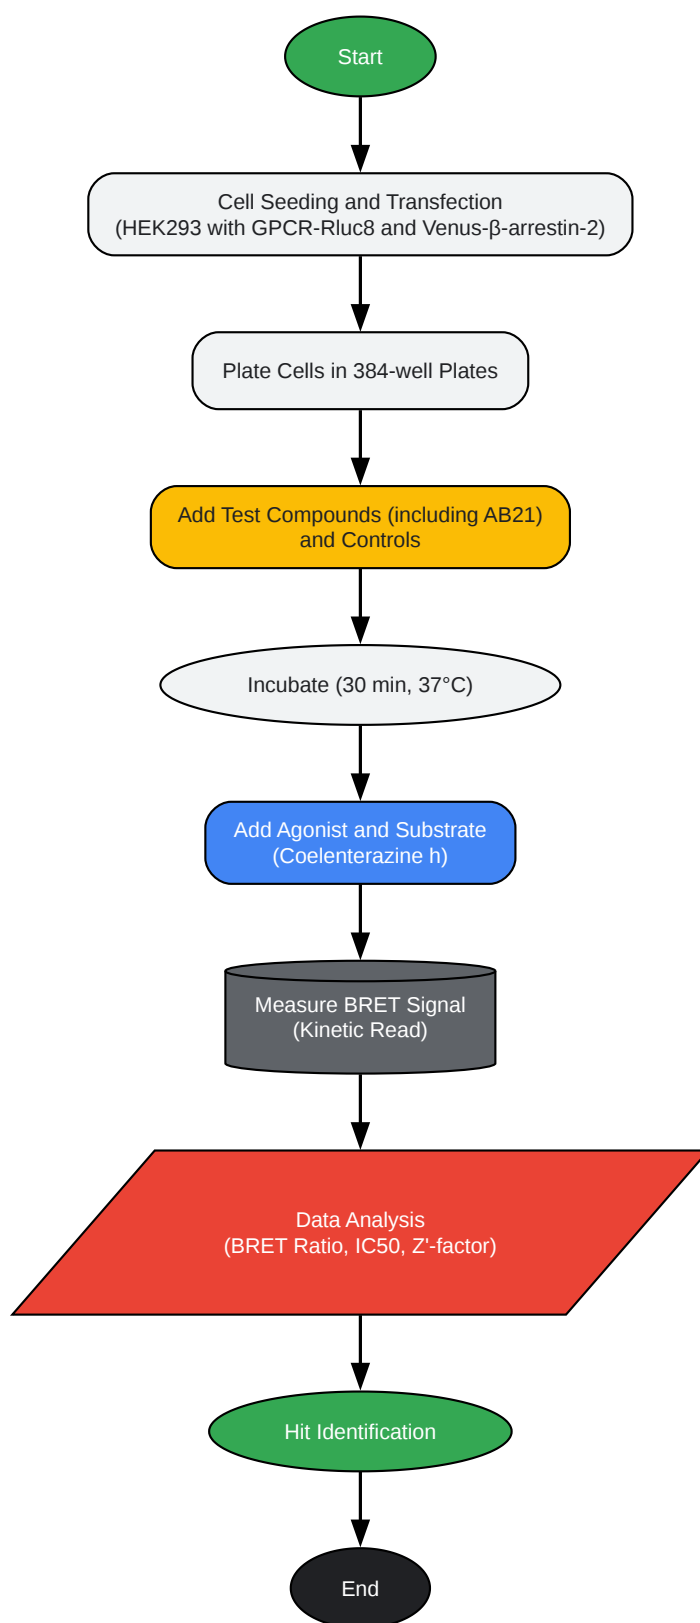 Start
Cell Seeding and Transfection
(HEK293 with GPCR-Rluc8 and Venus-β-arrestin-2)
Plate Cells in 384-well Plates
Add Test Compounds (including AB21)
and Controls
Incubate (30 min, 37°C)
Add Agonist and Substrate
(Coelenterazine h)
Measure BRET Signal
(Kinetic Read)
Data Analysis
(BRET Ratio, IC50, Z'-factor)
Hit Identification
End